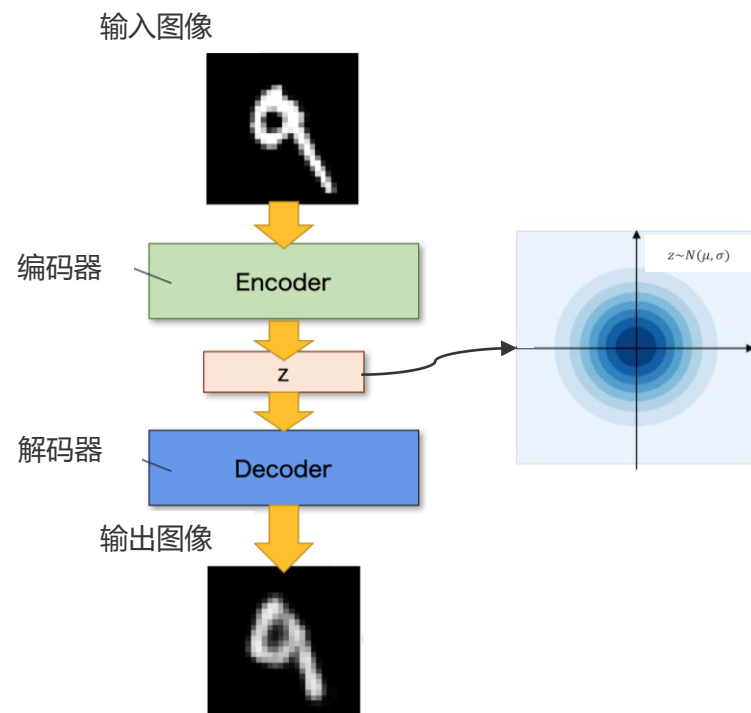 输入图像
编码器
Encoder
z~N(μ, σ)
z
解码器
Decoder
输出图像